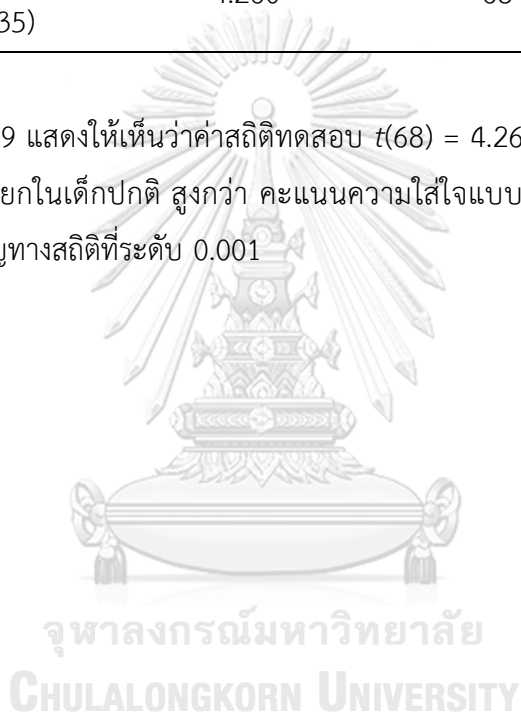 35)
9 แสดงให้เห็นว่าค่าสถิติทดสอบ t(68) = 4.26
ยกในเด็กปกติ สูงกว่า คะแนนความใส่ใจแบบ
ทางสถิติที่ระดับ 0.001
จุฬาลงกรณ์มหาวิทยาลัย
CHULALONGKORN UNIVERSITY